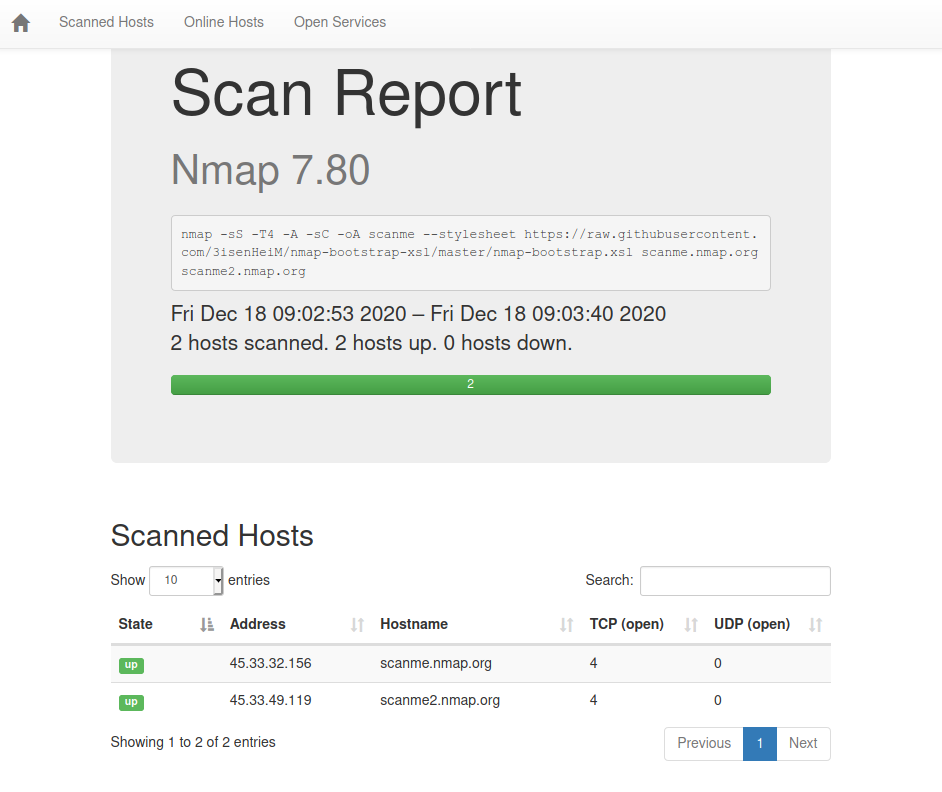 Scanned Hosts Online Hosts Open Services
Scan Report
Nmap 7.80
nmap -sS -T4 -A -sC -oA scanme --stylesheet https://raw.githubusercontent.
com/3isenHeiM/nmap-bootstrap-xsl/master/nmap-bootstrap.xsl scanme.nmap.org
scanme2.nmap.org
Fri Dec 18 09:02:53 2020 – Fri Dec 18 09:03:40 2020
2 hosts scanned. 2 hosts up. 0 hosts down.
2
Scanned Hosts
Show 10 entries Search:
State Address Hostname TCP (open) UDP (open)
up 45.33.32.156 scanme.nmap.org 4 0
up 45.33.49.119 scanme2.nmap.org 4 0
Showing 1 to 2 of 2 entries Previous 1 Next